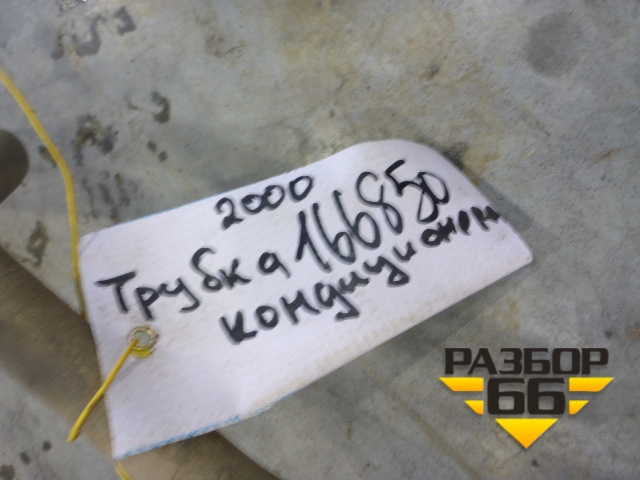 2000
Трубка 166850
кондиционера
РАЗБОР
66